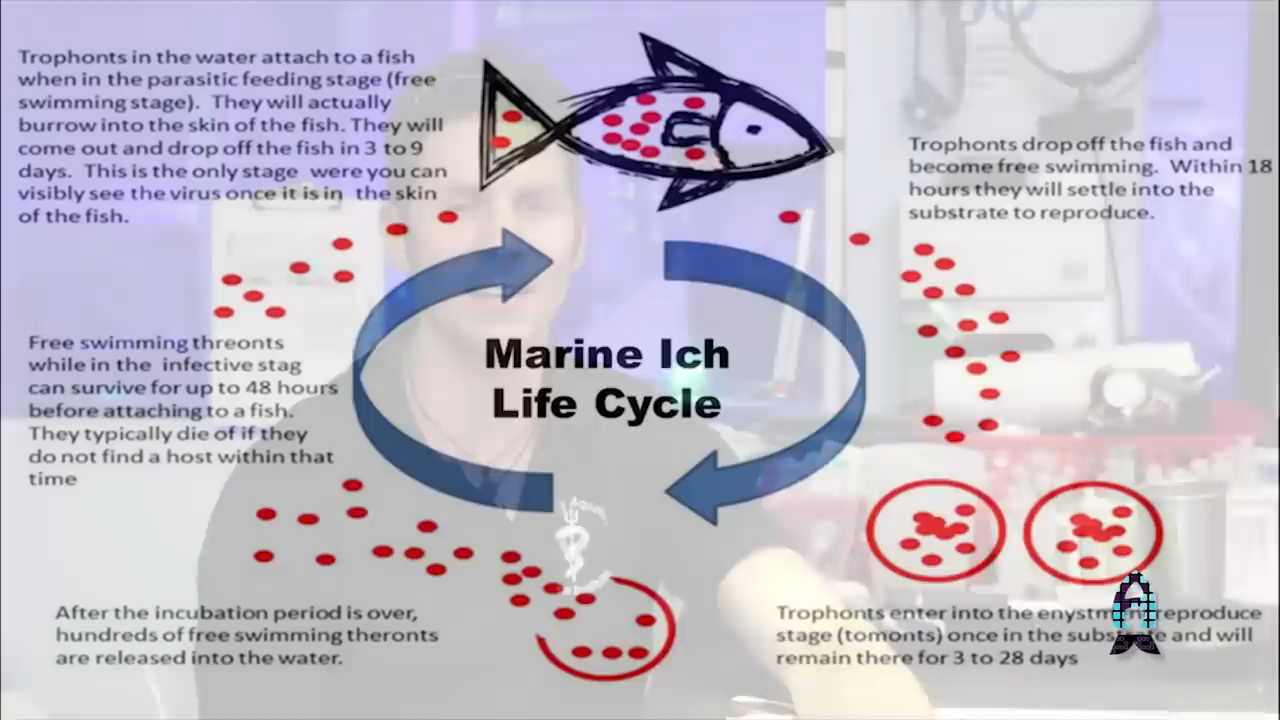 Trophonts in the water attach to a fish
when in the parasitic feeding stage (free
swimming stage). They will actually
burrow into the skin of the fish. They will
come out and drop off the fish in 3 to 9
days. This is the only stage were you can
visibly see the virus once it is in the skin
of the fish.
Trophonts drop off the fish and
become free swimming. Within 18
hours they will settle into the
substrate to reproduce.
Marine Ich
Life Cycle
Free swimming threonts
while in the infective stag
can survive for up to 48 hours
before attaching to a fish.
They typically die of if they
do not find a host within that
time
After the incubation period is over,
hundreds of free swimming theronts
are released into the water.
Trophonts enter into the reproduce
stage (tomonts) once in the substrate and will
remain there for 3 to 28 days